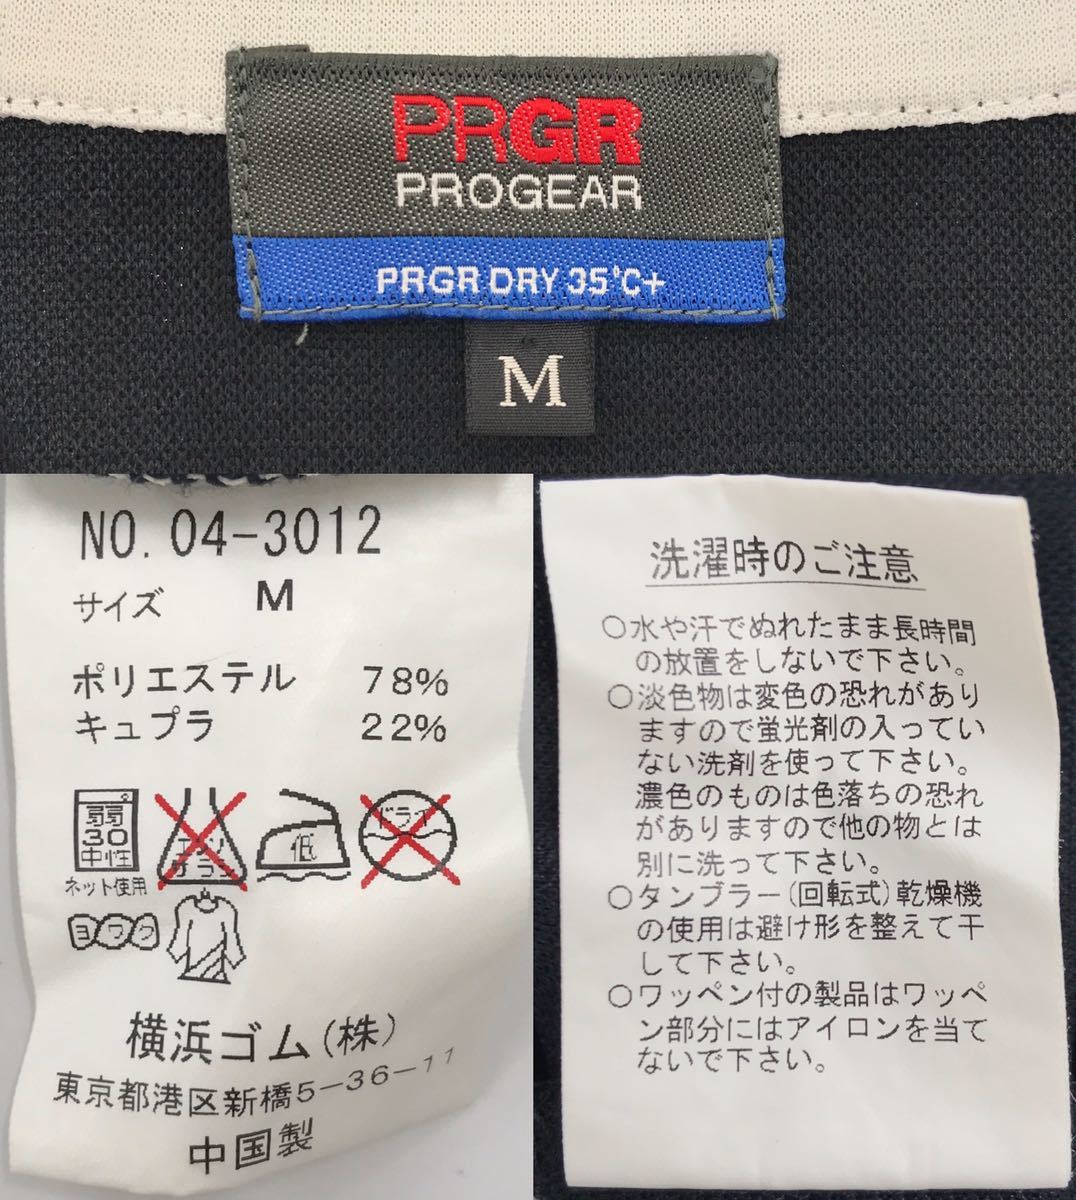 PRGR
PROGEAR
PRGR DRY 35℃+
M
NO. 04-3012
サイズ M
ポリエステル 78%
キュプラ 22%
弱
30
中性
ネット使用
エンソ
サラシ
低
ドライ
ヨワク
横浜ゴム(株)
東京都港区新橋5-36-11
中国製
洗濯時のご注意
○水や汗でぬれたまま長時間
の放置をしないで下さい。
○淡色物は変色の恐れがあり
ますので蛍光剤の入ってい
ない洗剤を使って下さい。
濃色のものは色落ちの恐れ
がありますので他の物とは
別に洗って下さい。
○タンブラー(回転式)乾燥機
の使用は避け形を整えて干
して下さい。
○ワッペン付の製品はワッペ
ン部分にはアイロンを当て
ないで下さい。